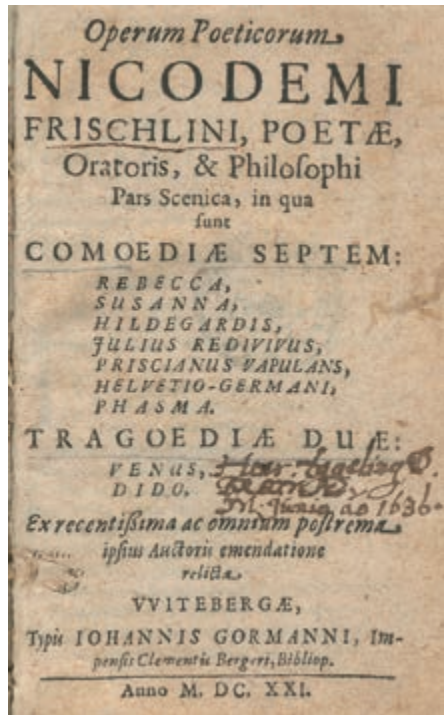 Operum Poeticorum
NICODEMI
FRISCHLINI, POETÆ,
Oratoris, & Philoſophi
Pars Scenica, in qua
ſunt
COMOEDIÆ SEPTEM:
REBECCA,
SUSANNA,
HILDEGARDIS,
JULIUS REDIVIVUS,
PRISCIANUS VAPULANS,
HELVETIO-GERMANI,
PHASMA.
TRAGOEDIÆ DUÆ:
VENUS,
DIDO.
1636
Ex recentiſſima ac omnium poſtrema
ipſius Auctoris emendatione
relicta
VVITEBERGÆ,
Typis IOHANNIS GORMANNI, Im-
penſis Clementis Bergeri, Bibliop.
Anno M. DC. XXI.